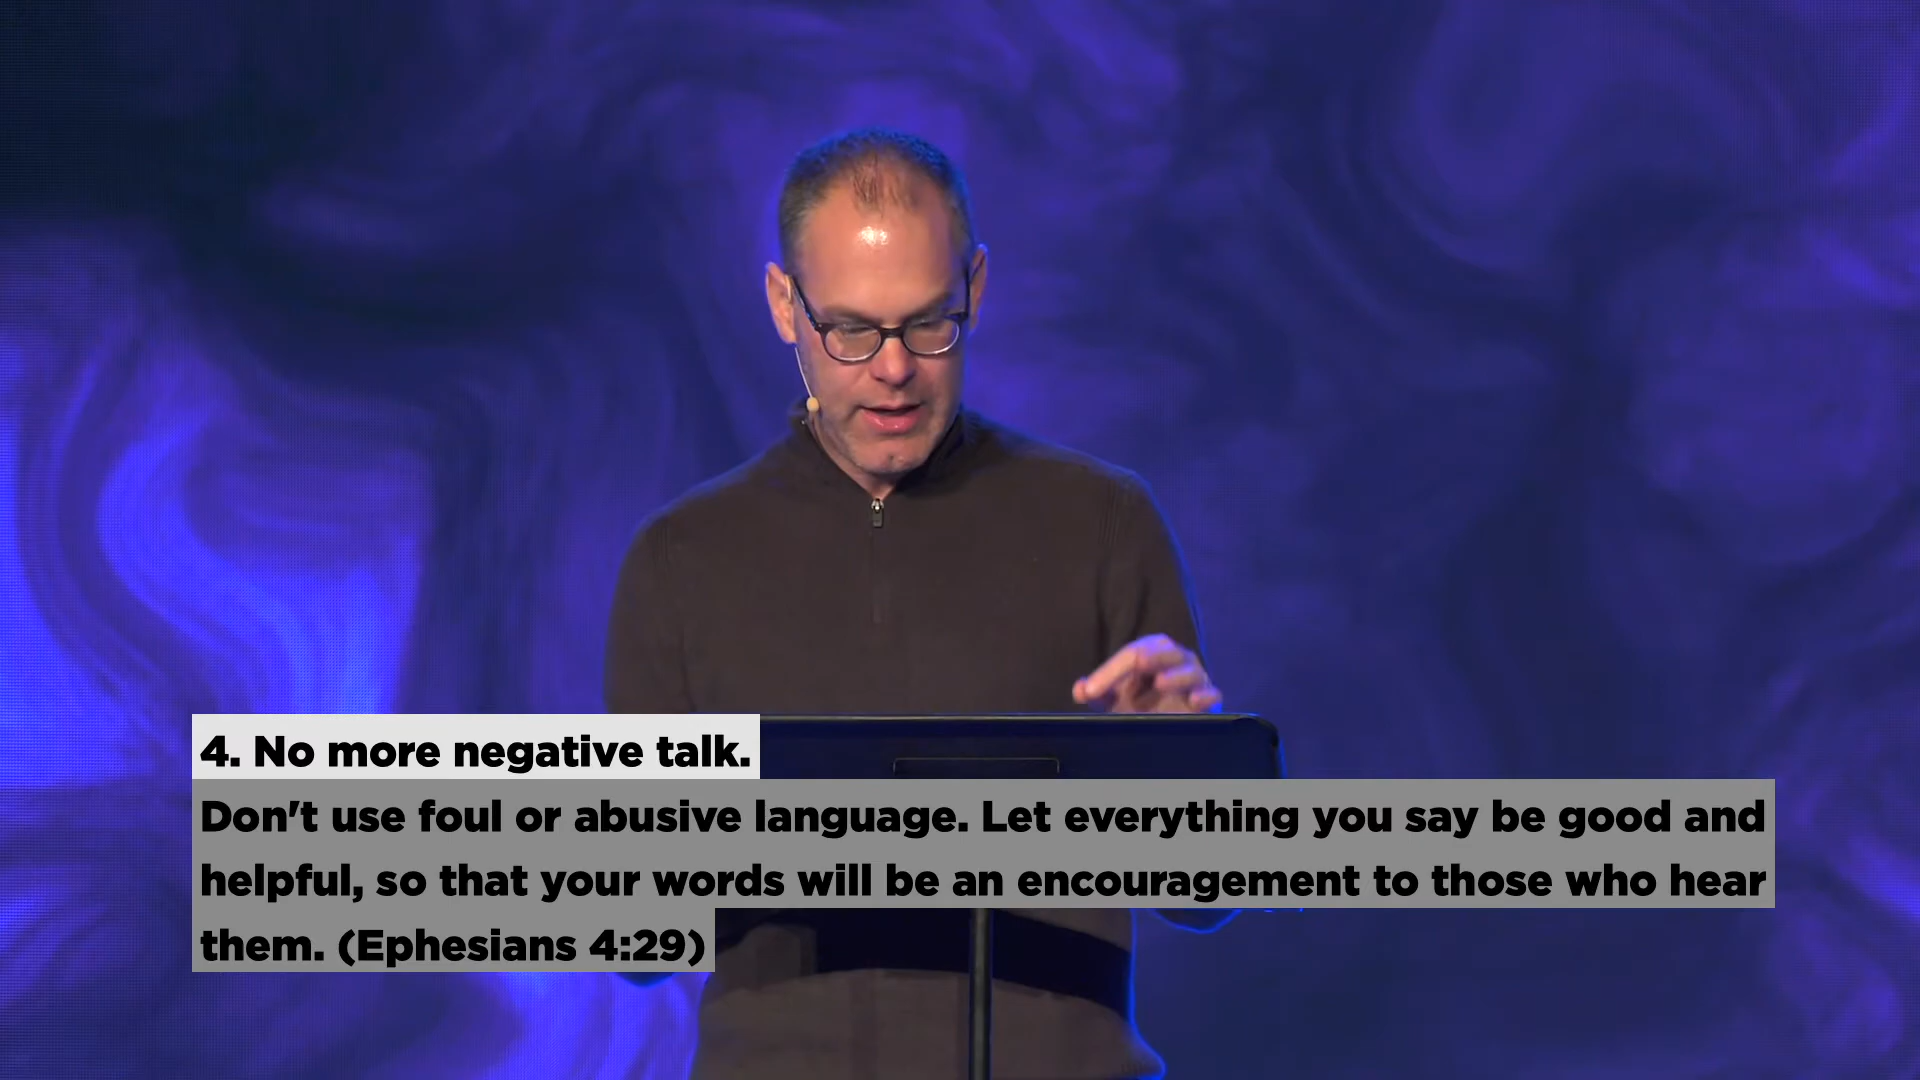 4. No more negative talk.
Don't use foul or abusive language. Let everything you say be good and
helpful, so that your words will be an encouragement to those who hear
them. (Ephesians 4:29)